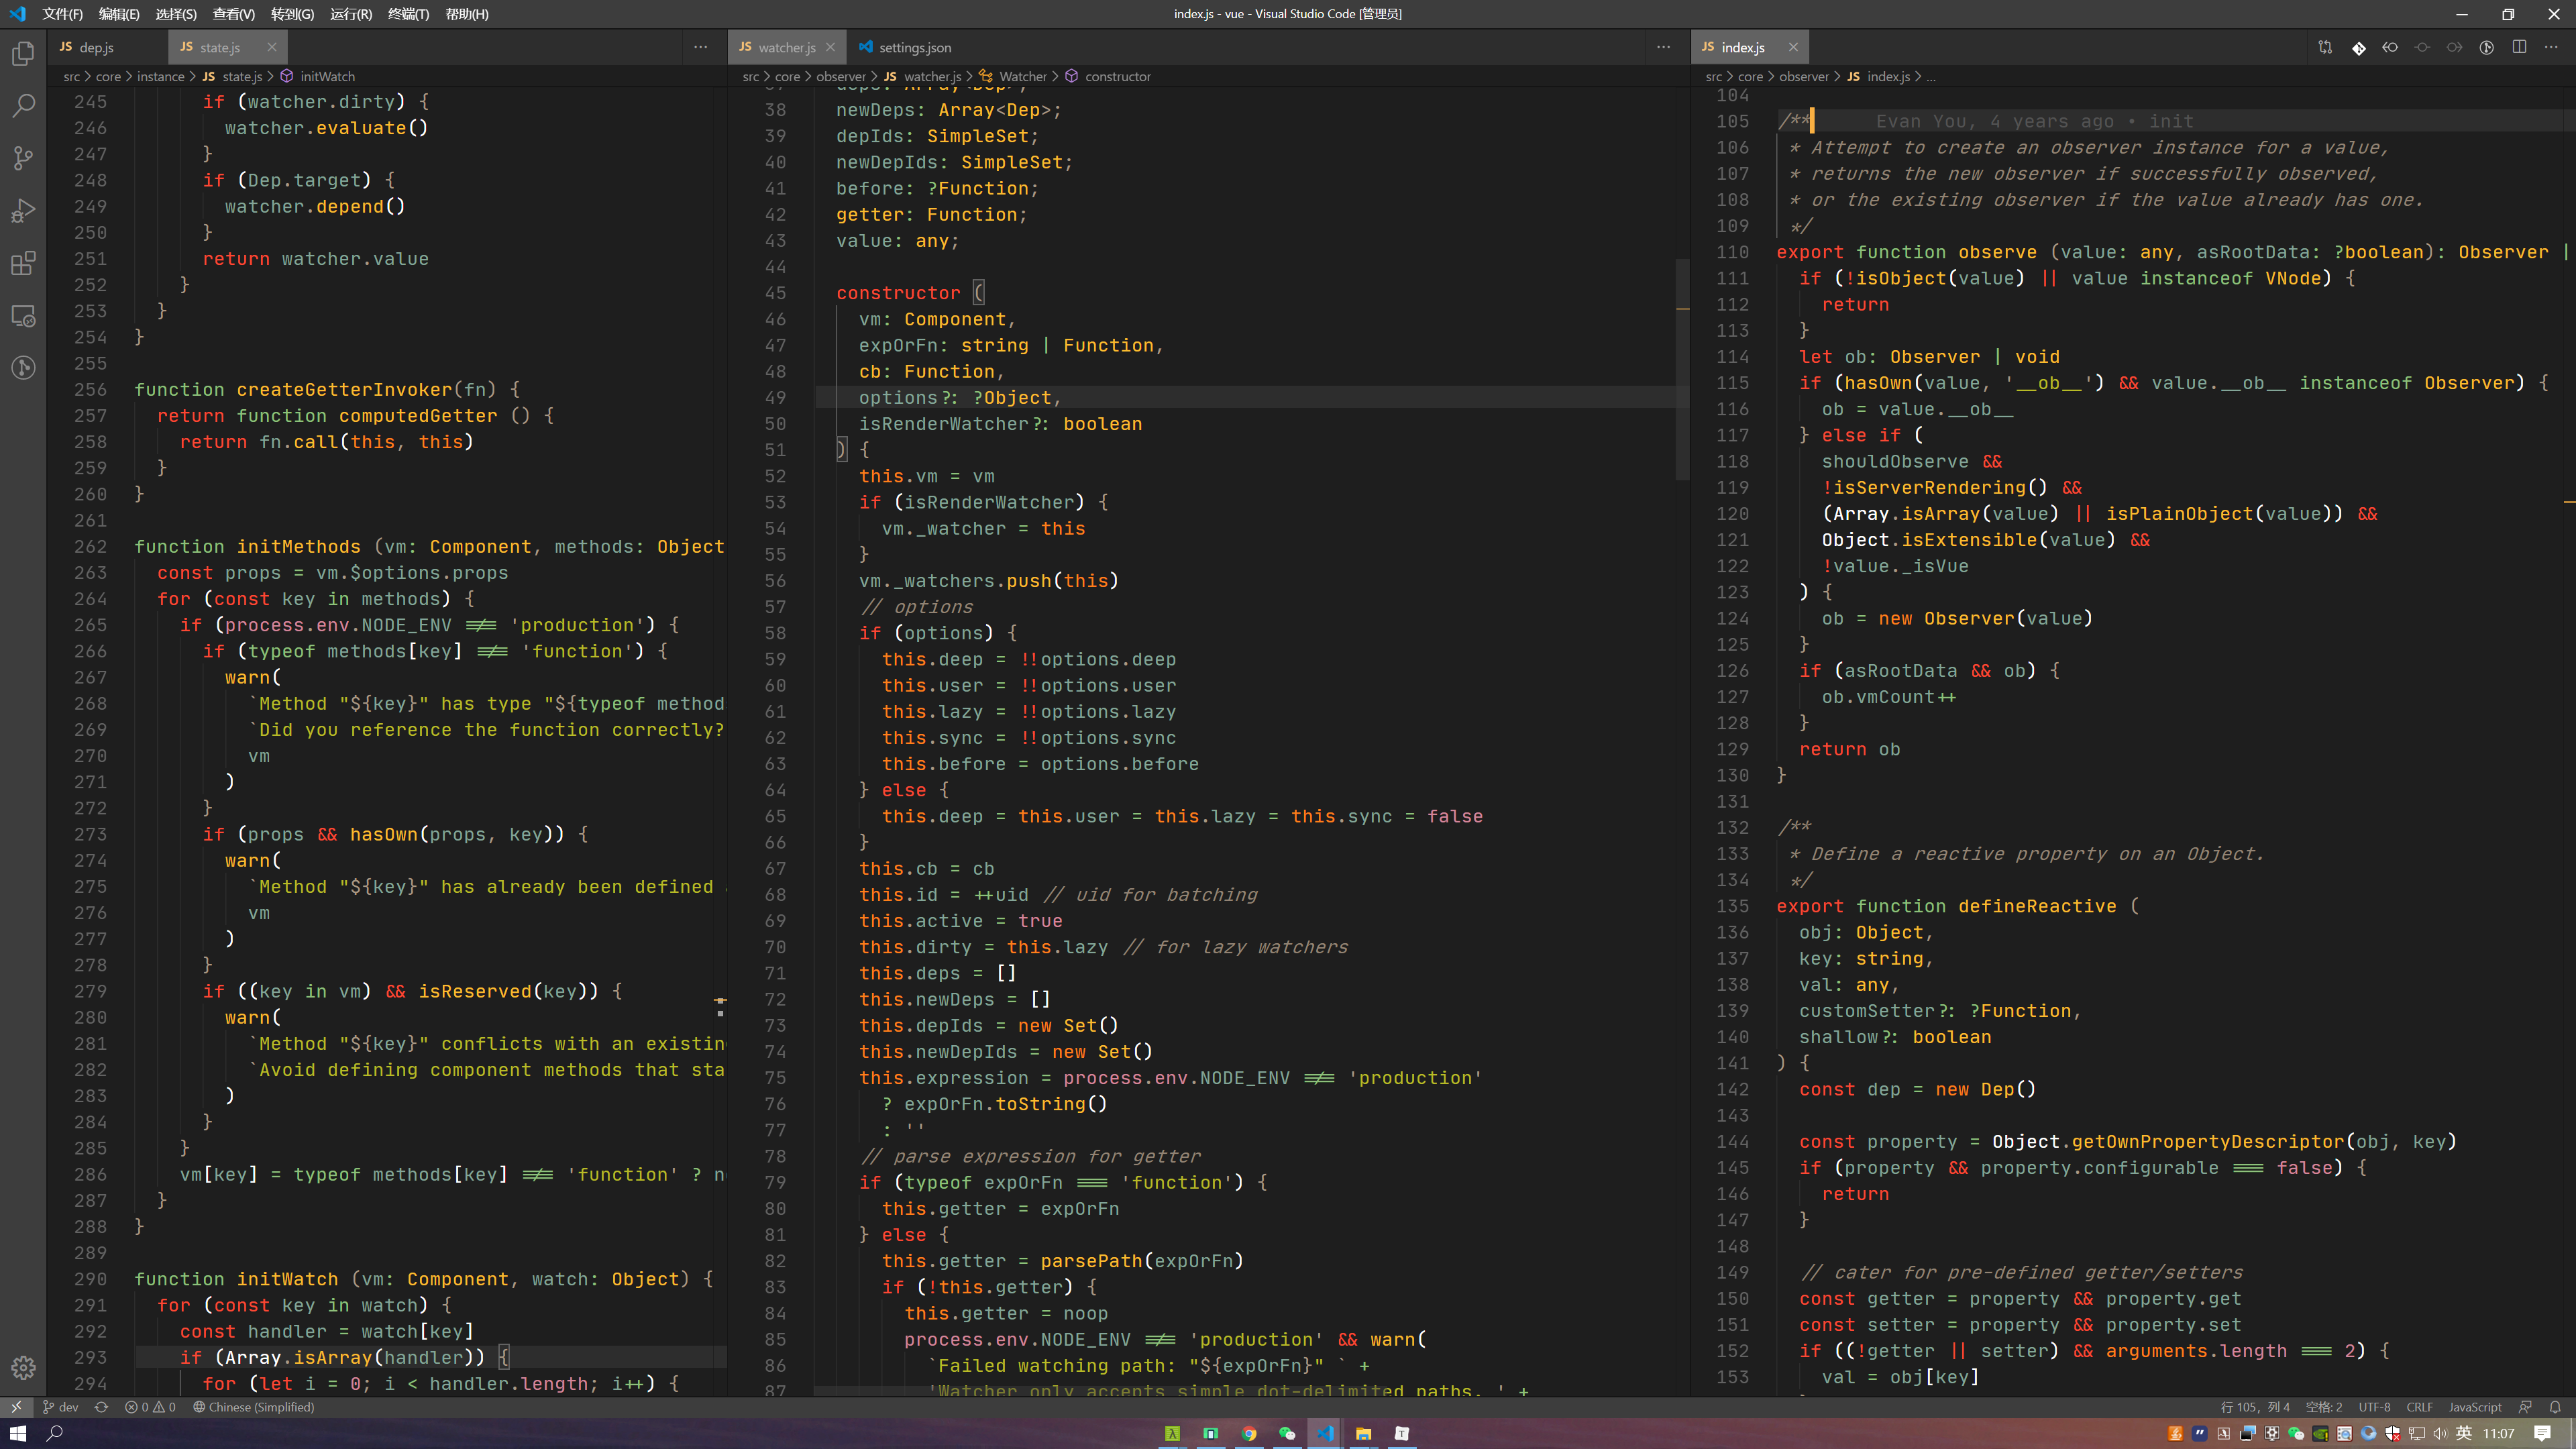 文件(F) 编辑(E) 选择(S) 查看(V) 转到(G) 运行(R) 终端(T) 帮助(H)
index.js - vue - Visual Studio Code [管理员]
JS dep.js
JS state.js
src > core > instance > JS state.js > initWatch
245 if (watcher.dirty) {
246 watcher.evaluate()
247 }
248 if (Dep.target) {
249 watcher.depend()
250 }
251 return watcher.value
252 }
253 }
254 }
255
256 function createGetterInvoker(fn) {
257 return function computedGetter () {
258 return fn.call(this, this)
259 }
260 }
261
262 function initMethods (vm: Component, methods: Object
263 const props = vm.$options.props
264 for (const key in methods) {
265 if (process.env.NODE_ENV !== 'production') {
266 if (typeof methods[key] !== 'function') {
267 warn(
268 `Method "${key}" has type "${typeof method
269 `Did you reference the function correctly?
270 vm
271 )
272 }
273 if (props && hasOwn(props, key)) {
274 warn(
275 `Method "${key}" has already been defined
276 vm
277 )
278 }
279 if ((key in vm) && isReserved(key)) {
280 warn(
281 `Method "${key}" conflicts with an existin
282 `Avoid defining component methods that sta
283 )
284 }
285 }
286 vm[key] = typeof methods[key] !== 'function' ? n
287 }
288 }
289
290 function initWatch (vm: Component, watch: Object) {
291 for (const key in watch) {
292 const handler = watch[key]
293 if (Array.isArray(handler)) {
294 for (let i = 0; i < handler.length; i++) {
JS watcher.js
settings.json
src > core > observer > JS watcher.js > Watcher > constructor
37 deps: Array<Dep>;
38 newDeps: Array<Dep>;
39 depIds: SimpleSet;
40 newDepIds: SimpleSet;
41 before: ?Function;
42 getter: Function;
43 value: any;
44
45 constructor (
46 vm: Component,
47 expOrFn: string | Function,
48 cb: Function,
49 options?: ?Object,
50 isRenderWatcher?: boolean
51 ) {
52 this.vm = vm
53 if (isRenderWatcher) {
54 vm._watcher = this
55 }
56 vm._watchers.push(this)
57 // options
58 if (options) {
59 this.deep = !!options.deep
60 this.user = !!options.user
61 this.lazy = !!options.lazy
62 this.sync = !!options.sync
63 this.before = options.before
64 } else {
65 this.deep = this.user = this.lazy = this.sync = false
66 }
67 this.cb = cb
68 this.id = ++uid // uid for batching
69 this.active = true
70 this.dirty = this.lazy // for lazy watchers
71 this.deps = []
72 this.newDeps = []
73 this.depIds = new Set()
74 this.newDepIds = new Set()
75 this.expression = process.env.NODE_ENV !== 'production'
76 ? expOrFn.toString()
77 : ''
78 // parse expression for getter
79 if (typeof expOrFn === 'function') {
80 this.getter = expOrFn
81 } else {
82 this.getter = parsePath(expOrFn)
83 if (!this.getter) {
84 this.getter = noop
85 process.env.NODE_ENV !== 'production' && warn(
86 `Failed watching path: "${expOrFn}" ` +
87 'Watcher only accepts simple dot-delimited paths. ' +
JS index.js
src > core > observer > JS index.js > ...
104
105 /** Evan You, 4 years ago • init
106 * Attempt to create an observer instance for a value,
107 * returns the new observer if successfully observed,
108 * or the existing observer if the value already has one.
109 */
110 export function observe (value: any, asRootData: ?boolean): Observer |
111 if (!isObject(value) || value instanceof VNode) {
112 return
113 }
114 let ob: Observer | void
115 if (hasOwn(value, '__ob__') && value.__ob__ instanceof Observer) {
116 ob = value.__ob__
117 } else if (
118 shouldObserve &&
119 !isServerRendering() &&
120 (Array.isArray(value) || isPlainObject(value)) &&
121 Object.isExtensible(value) &&
122 !value._isVue
123 ) {
124 ob = new Observer(value)
125 }
126 if (asRootData && ob) {
127 ob.vmCount++
128 }
129 return ob
130 }
131
132 /**
133 * Define a reactive property on an Object.
134 */
135 export function defineReactive (
136 obj: Object,
137 key: string,
138 val: any,
139 customSetter?: ?Function,
140 shallow?: boolean
141 ) {
142 const dep = new Dep()
143
144 const property = Object.getOwnPropertyDescriptor(obj, key)
145 if (property && property.configurable === false) {
146 return
147 }
148
149 // cater for pre-defined getter/setters
150 const getter = property && property.get
151 const setter = property && property.set
152 if ((!getter || setter) && arguments.length === 2) {
153 val = obj[key]
dev 0 0 Chinese (Simplified)
行 105，列 4 空格: 2 UTF-8 CRLF JavaScript
英 11:07